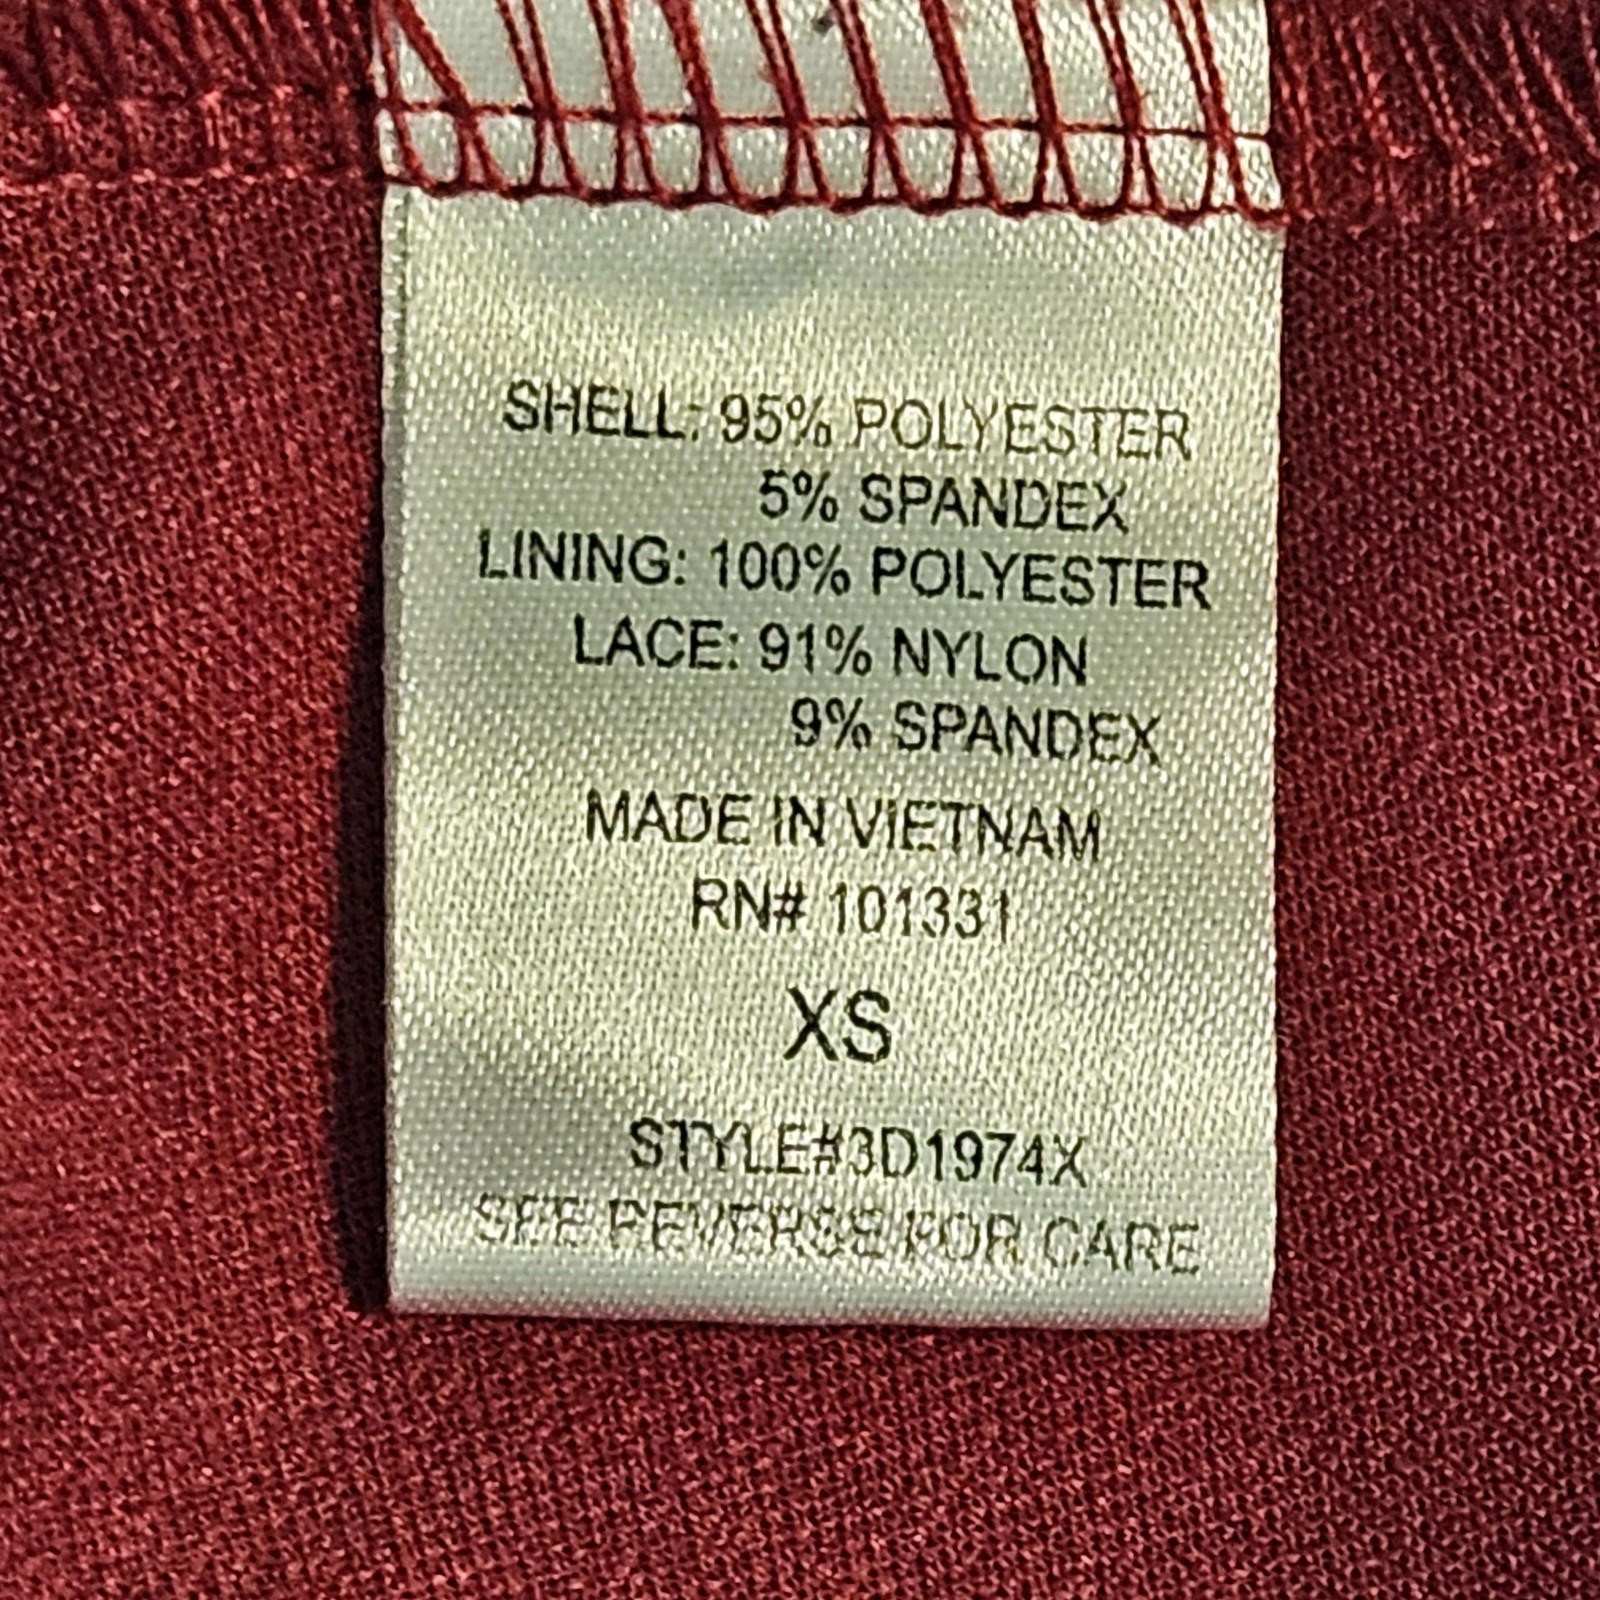 SHELL: 95% POLYESTER
5% SPANDEX
LINING: 100% POLYESTER
LACE: 91% NYLON
9% SPANDEX
MADE IN VIETNAM
RN# 101331
XS
STYLE#3D1974X
SEE REVERSE FOR CARE